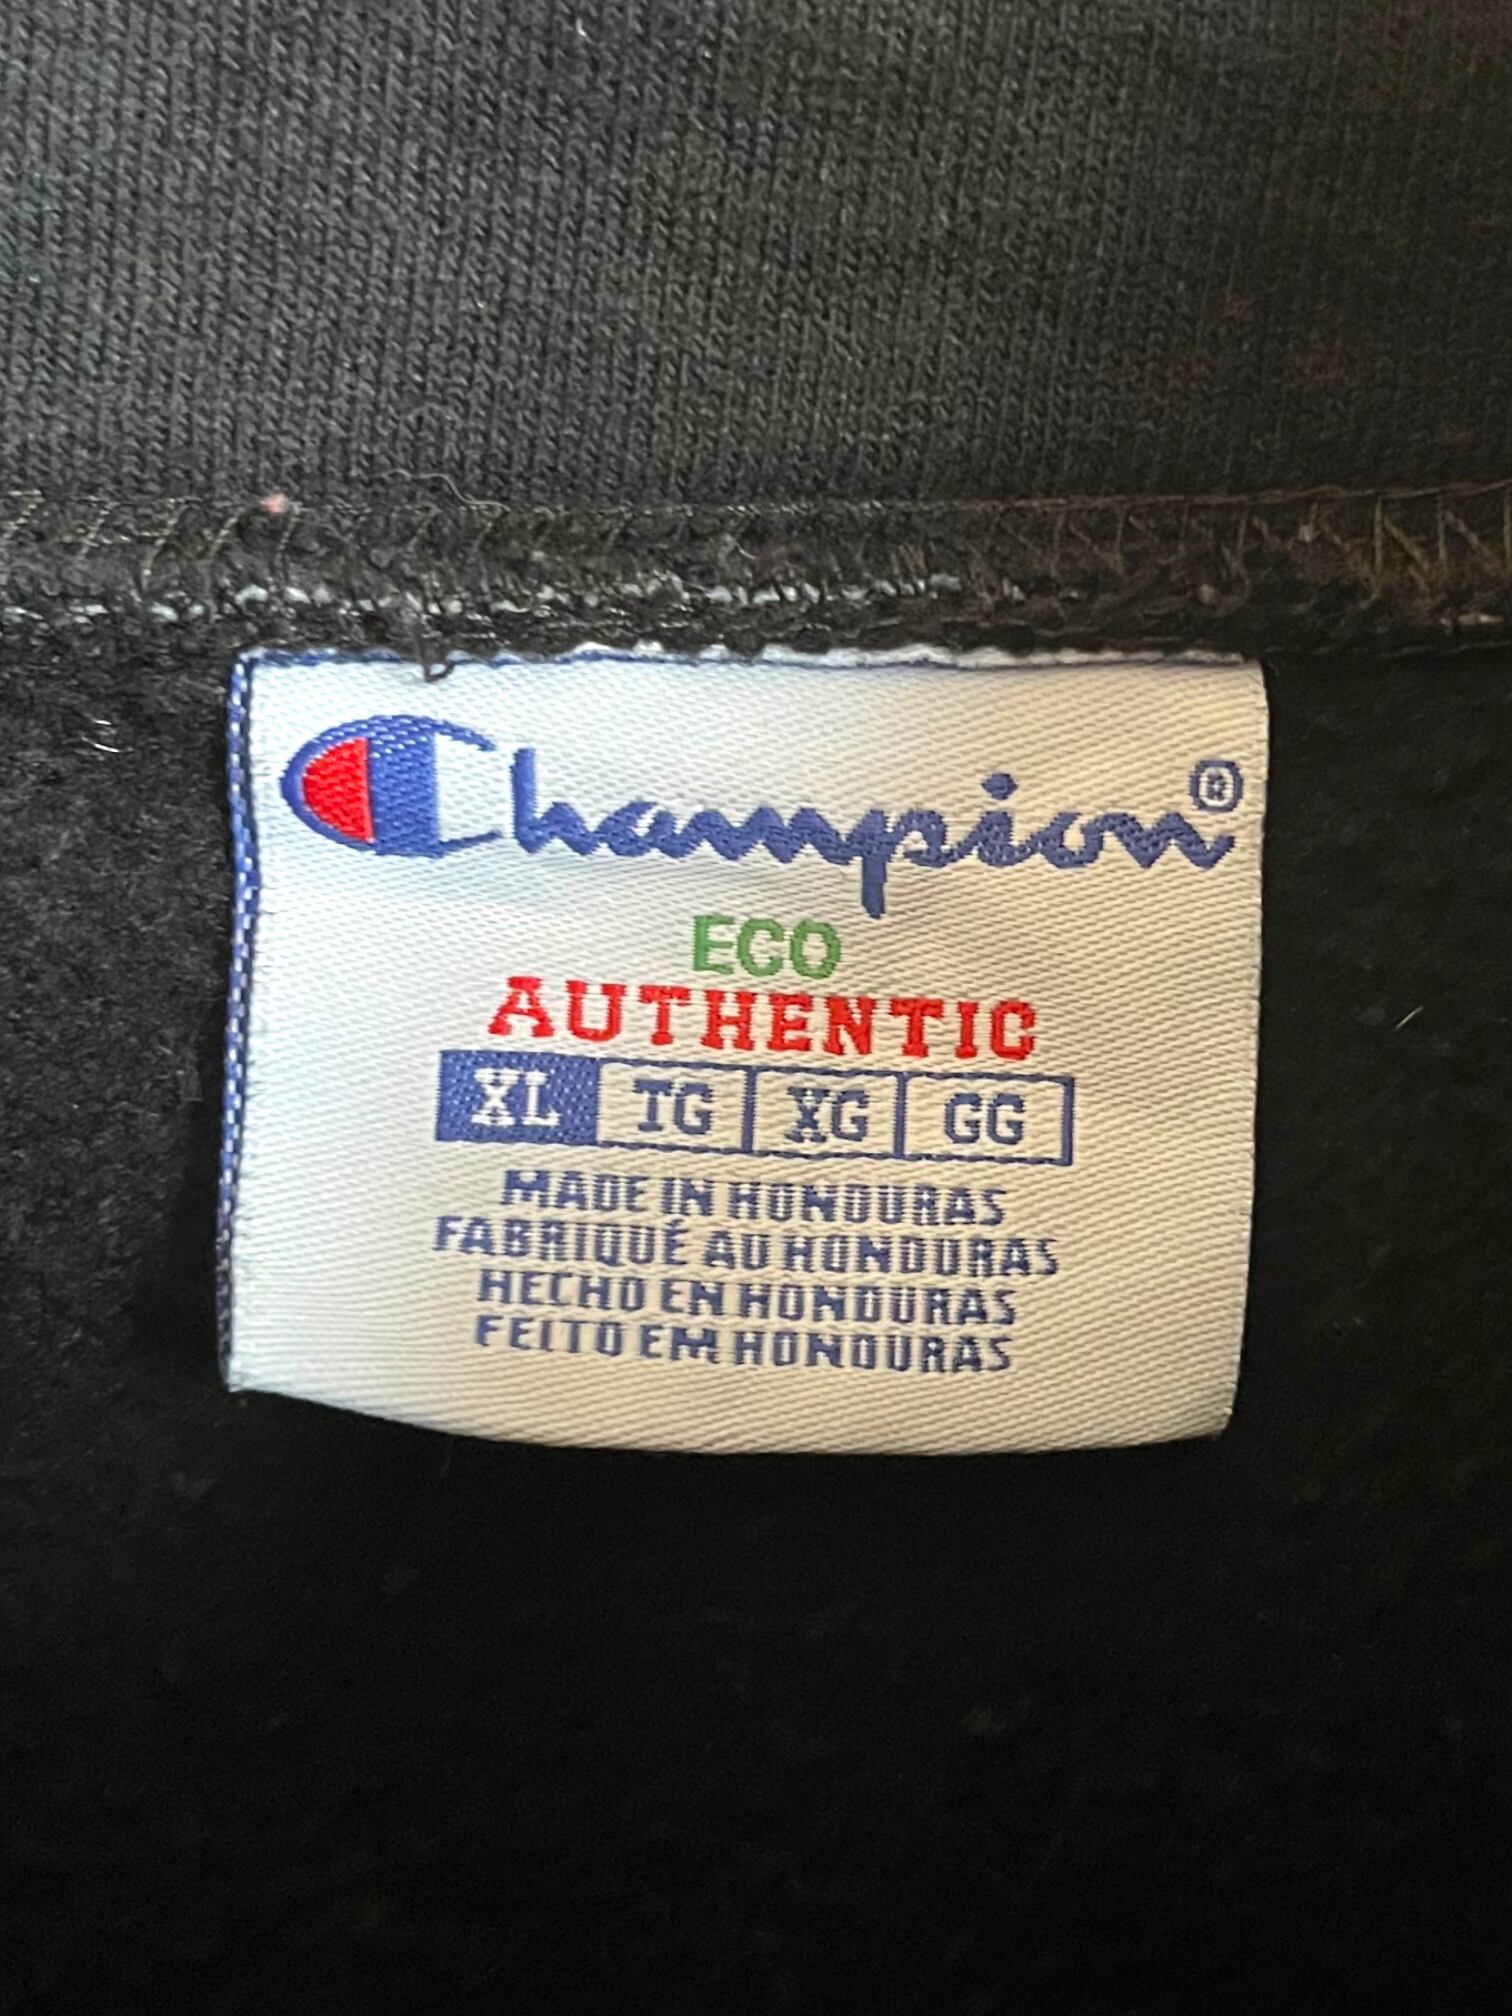 Champion®
ECO
AUTHENTIC
XL TG XG GG
MADE IN HONDURAS
FABRIQUÉ AU HONDURAS
HECHO EN HONDURAS
FEITO EM HONDURAS